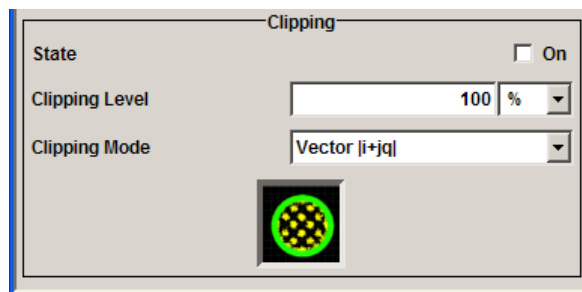 Clipping
State On
Clipping Level 100 %
Clipping Mode Vector |i+jq|